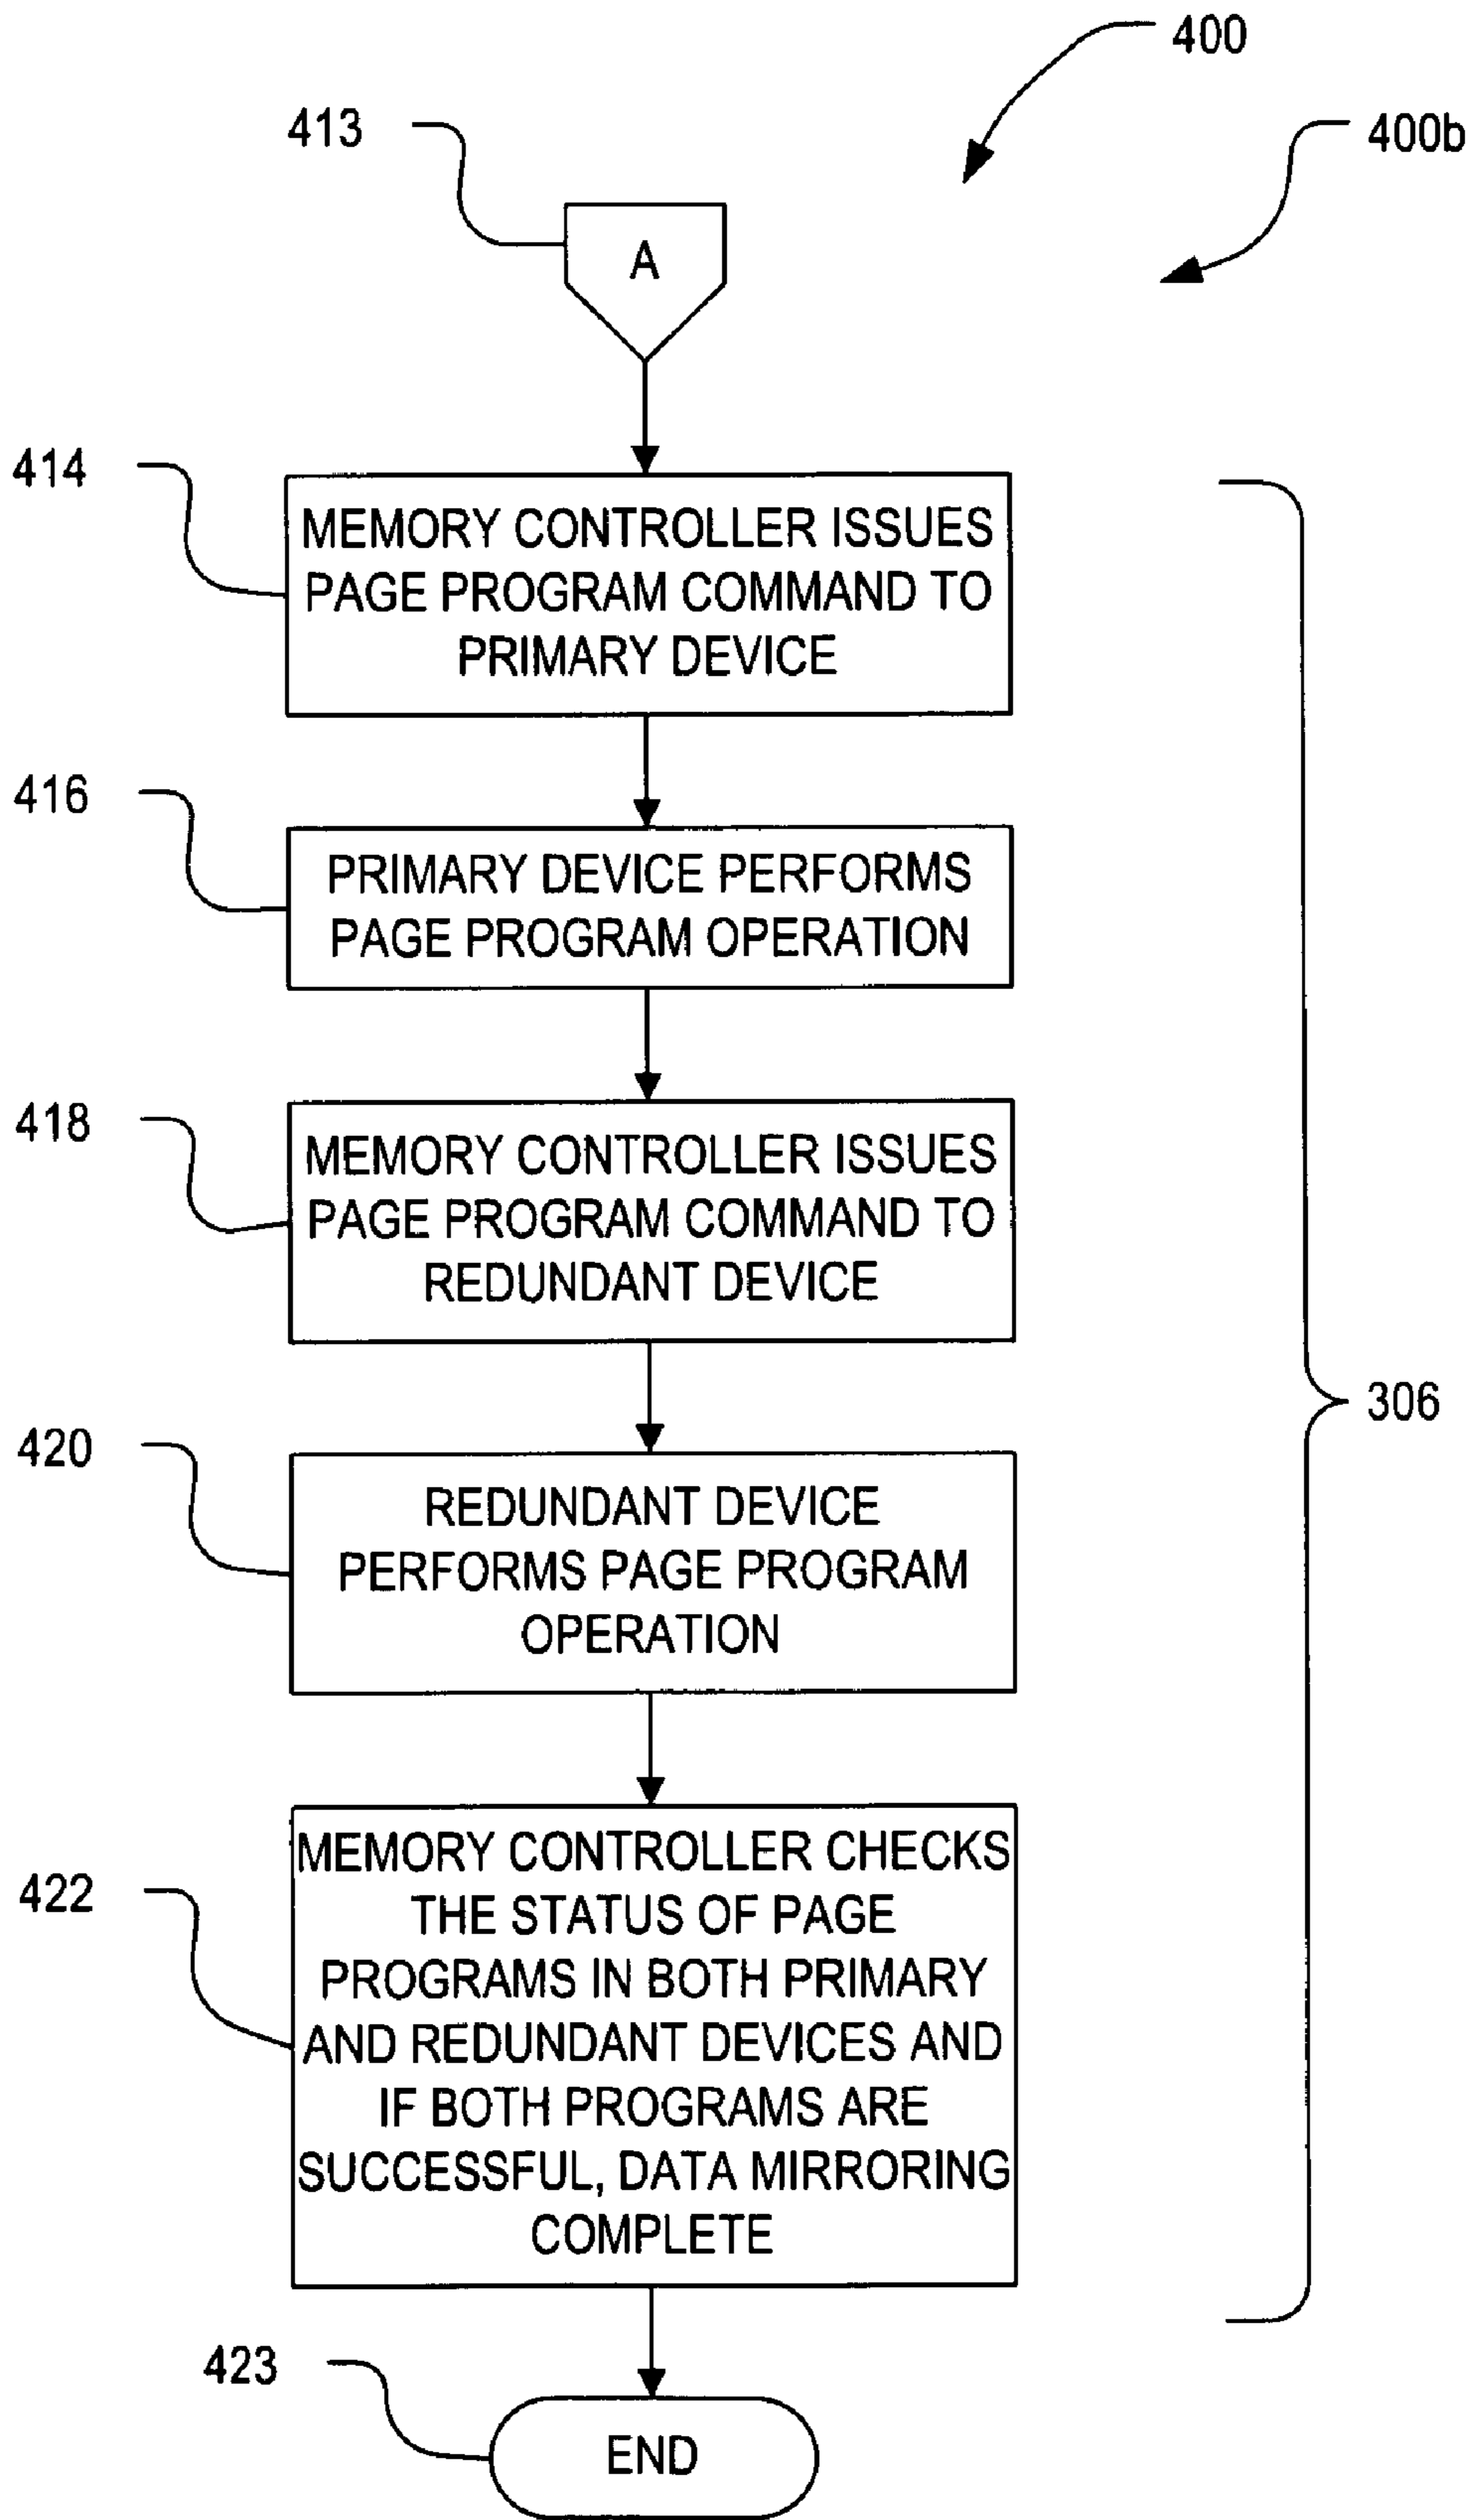 400
413
400b
A
414
MEMORY CONTROLLER ISSUES
PAGE PROGRAM COMMAND TO
PRIMARY DEVICE
416
PRIMARY DEVICE PERFORMS
PAGE PROGRAM OPERATION
418
MEMORY CONTROLLER ISSUES
PAGE PROGRAM COMMAND TO
REDUNDANT DEVICE
306
420
REDUNDANT DEVICE
PERFORMS PAGE PROGRAM
OPERATION
422
MEMORY CONTROLLER CHECKS
THE STATUS OF PAGE
PROGRAMS IN BOTH PRIMARY
AND REDUNDANT DEVICES AND
IF BOTH PROGRAMS ARE
SUCCESSFUL, DATA MIRRORING
COMPLETE
423
END